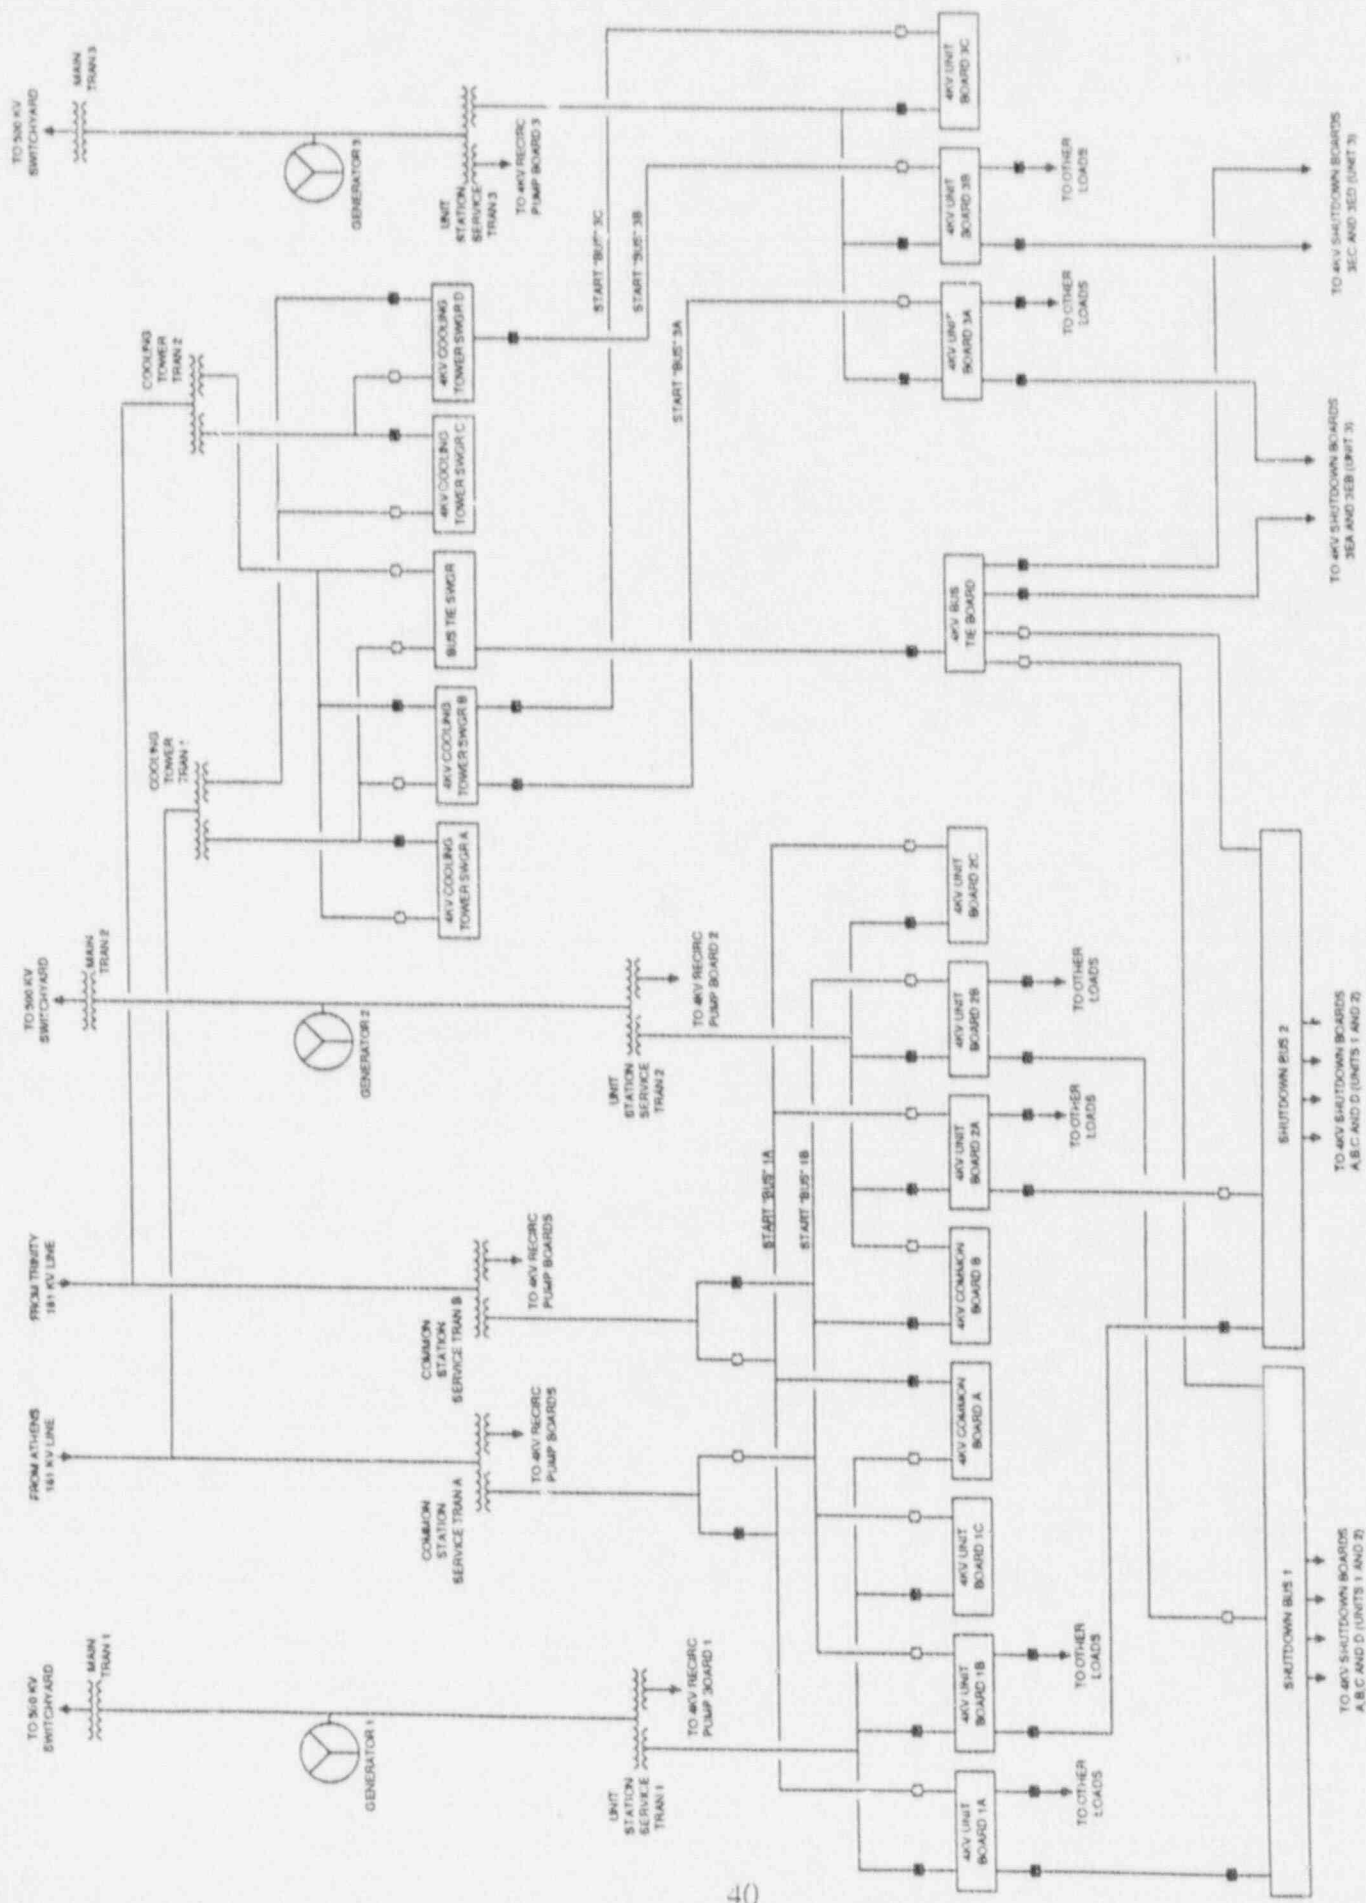 TO 500 KV
SWITCHYARD
MAIN
TRAN 1
GENERATOR 1
UNIT
STATION
SERVICE
TRAN 1
TO 4KV RECIRC
PUMP BOARD 1
FROM ATHENS
161 KV LINE
COMMON
STATION
SERVICE TRAN A
TO 4KV RECIRC
PUMP BOARDS
FROM TRINITY
161 KV LINE
COMMON
STATION
SERVICE TRAN B
TO 4KV RECIRC
PUMP BOARDS
TO 500 KV
SWITCHYARD
MAIN
TRAN 2
GENERATOR 2
UNIT
STATION
SERVICE
TRAN 2
TO 4KV RECIRC
PUMP BOARD 2
COOLING
TOWER
TRAN 1
COOLING
TOWER
TRAN 2
TO 500 KV
SWITCHYARD
MAIN
TRAN 3
GENERATOR 3
UNIT
STATION
SERVICE
TRAN 3
TO 4KV RECIRC
PUMP BOARD 3
4KV COOLING
TOWER SWGR A
4KV COOLING
TOWER SWGR B
BUS TIE SWGR
4KV COOLING
TOWER SWGR C
4KV COOLING
TOWER SWGR D
START "BUS" 3C
START "BUS" 3B
START "BUS" 3A
START "BUS" 1A
START "BUS" 1B
4KV UNIT
BOARD 1A
4KV UNIT
BOARD 1B
4KV UNIT
BOARD 1C
4KV COMMON
BOARD A
4KV COMMON
BOARD B
4KV UNIT
BOARD 2A
4KV UNIT
BOARD 2B
4KV UNIT
BOARD 2C
4KV BUS
TIE BOARD
4KV UNIT
BOARD 3A
4KV UNIT
BOARD 3B
4KV UNIT
BOARD 3C
TO OTHER
LOADS
TO OTHER
LOADS
TO OTHER
LOADS
TO OTHER
LOADS
TO OTHER
LOADS
TO OTHER
LOADS
SHUTDOWN BUS 1
SHUTDOWN BUS 2
TO 4KV SHUTDOWN BOARDS
A,B,C AND D (UNITS 1 AND 2)
TO 4KV SHUTDOWN BOARDS
A,B,C AND D (UNITS 1 AND 2)
TO 4KV SHUTDOWN BOARDS
3EA AND 3EB (UNIT 3)
TO 4KV SHUTDOWN BOARDS
3EC AND 3ED (UNIT 3)
40